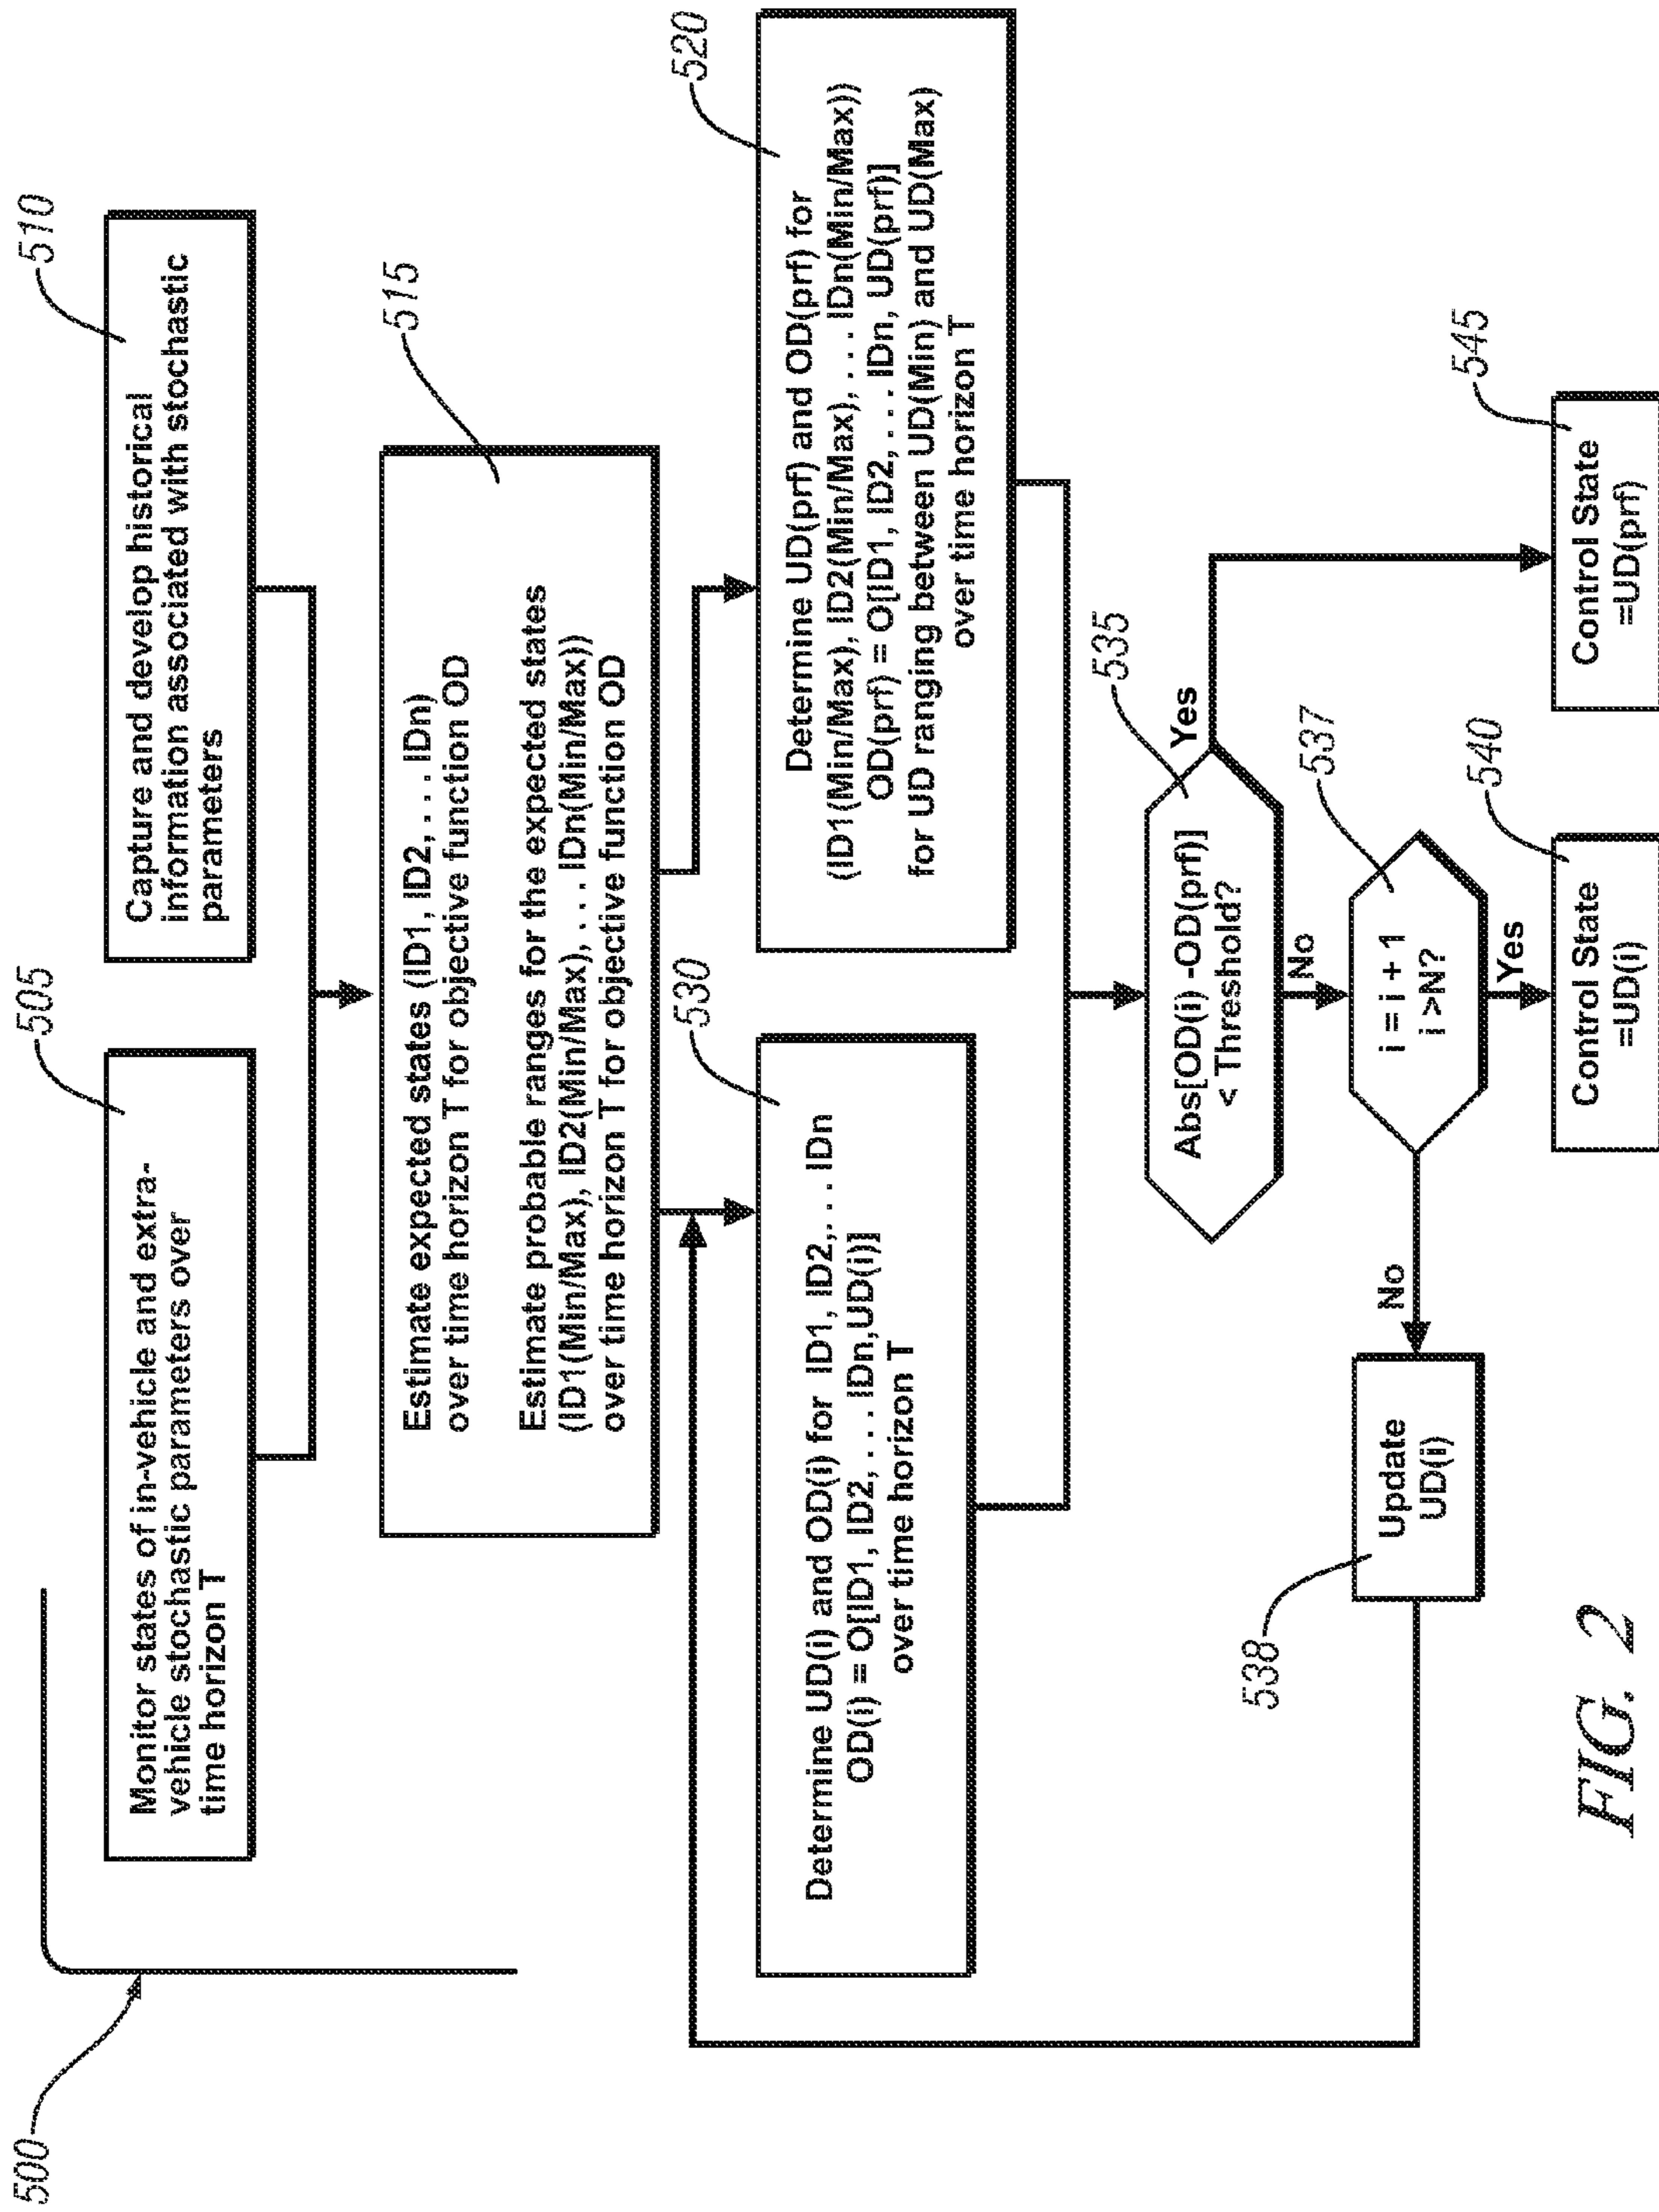 500
505
Monitor states of in-vehicle and extra-
vehicle stochastic parameters over
time horizon T
510
Capture and develop historical
information associated with stochastic
parameters
515
Estimate expected states (ID1, ID2, . . . IDn)
over time horizon T for objective function OD
Estimate probable ranges for the expected states
(ID1(Min/Max), ID2(Min/Max), . . . IDn(Min/Max))
over time horizon T for objective function OD
530
Determine UD(i) and OD(i) for ID1, ID2, . . . IDn
OD(i) = O[ID1, ID2, . . . IDn,UD(i)]
over time horizon T
520
Determine UD(prf) and OD(prf) for
(ID1(Min/Max), ID2(Min/Max), . . . IDn(Min/Max))
OD(prf) = O[ID1, ID2, . . . IDn, UD(prf)]
for UD ranging between UD(Min) and UD(Max)
over time horizon T
535
Abs[OD(i) -OD(prf)]
< Threshold?
Yes
No
537
i = i + 1
i >N?
No
Yes
538
Update
UD(i)
540
Control State
=UD(i)
545
Control State
=UD(prf)
FIG. 2